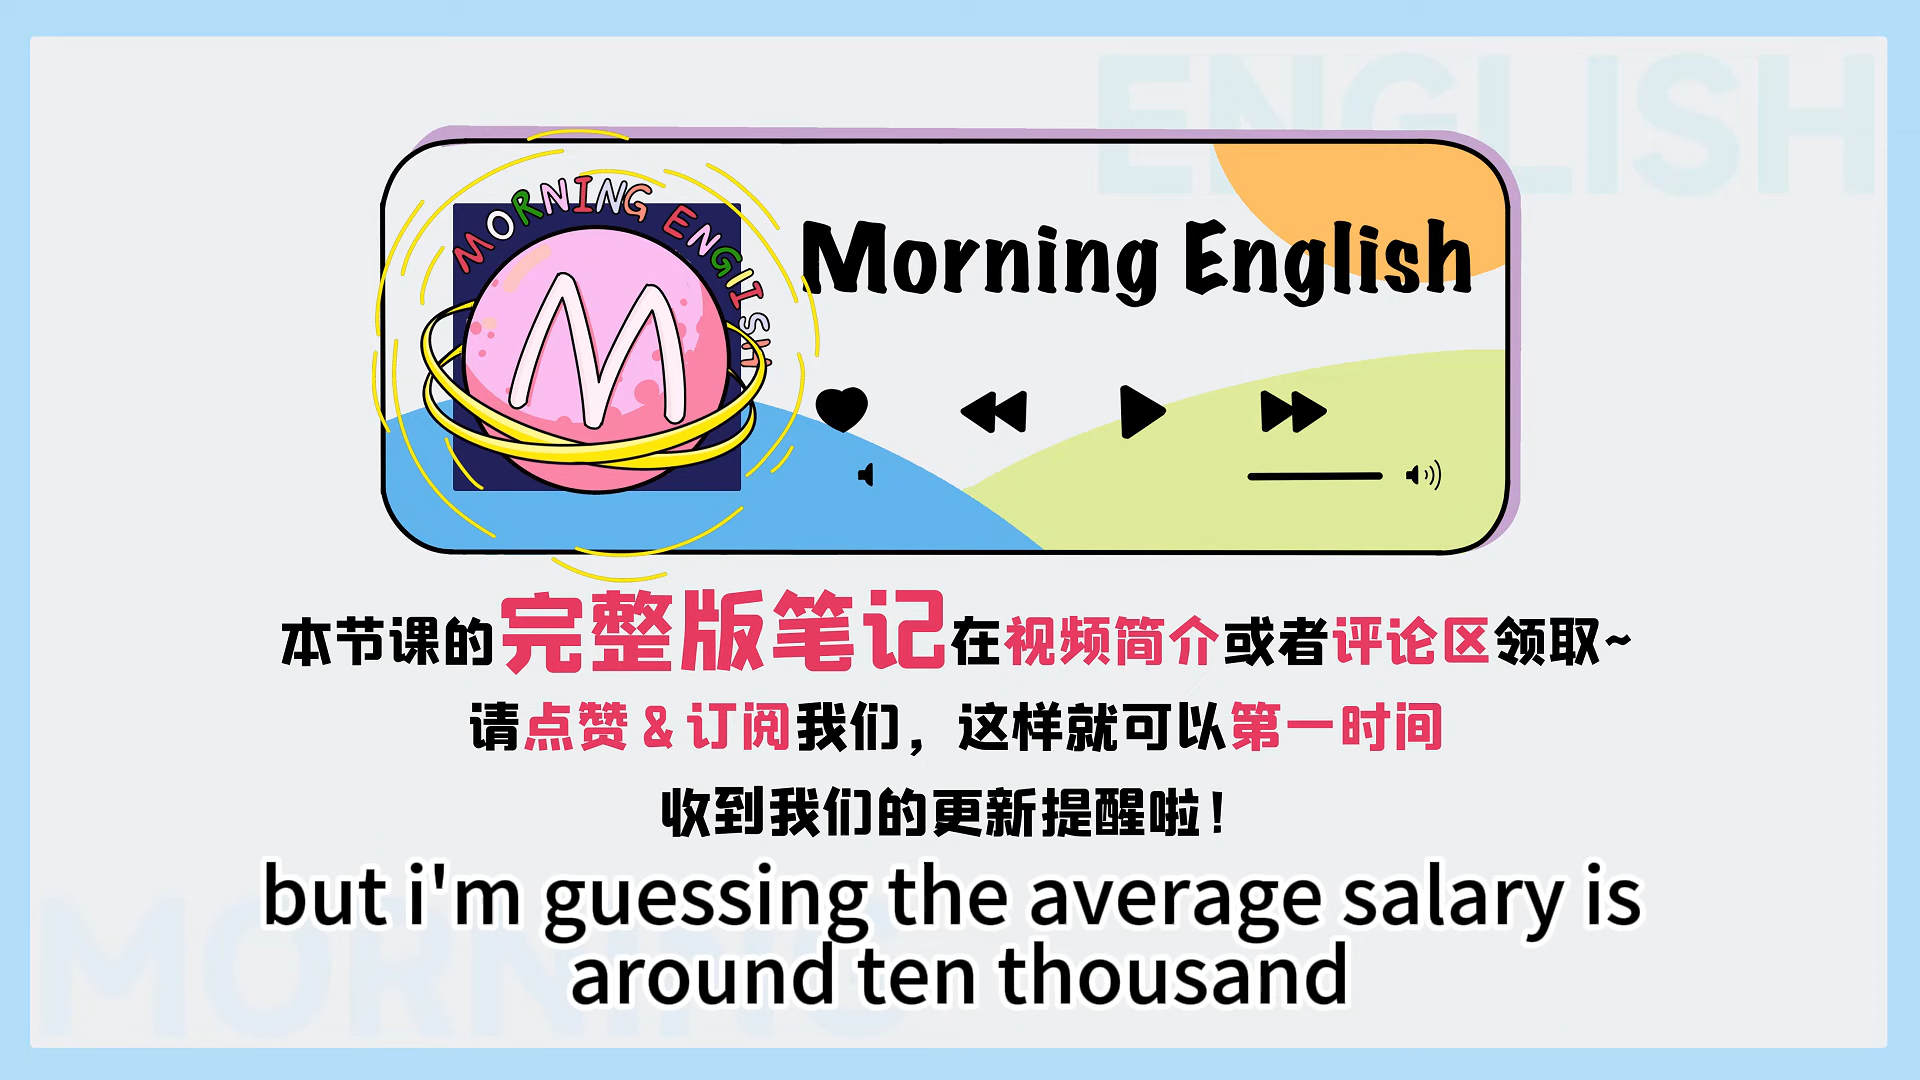 ENGLISH
MORNING ENGLISH
M
Morning English
本节课的完整版笔记在视频简介或者评论区领取~
请点赞&订阅我们，这样就可以第一时间
收到我们的更新提醒啦！
but i'm guessing the average salary is
around ten thousand
MORNING